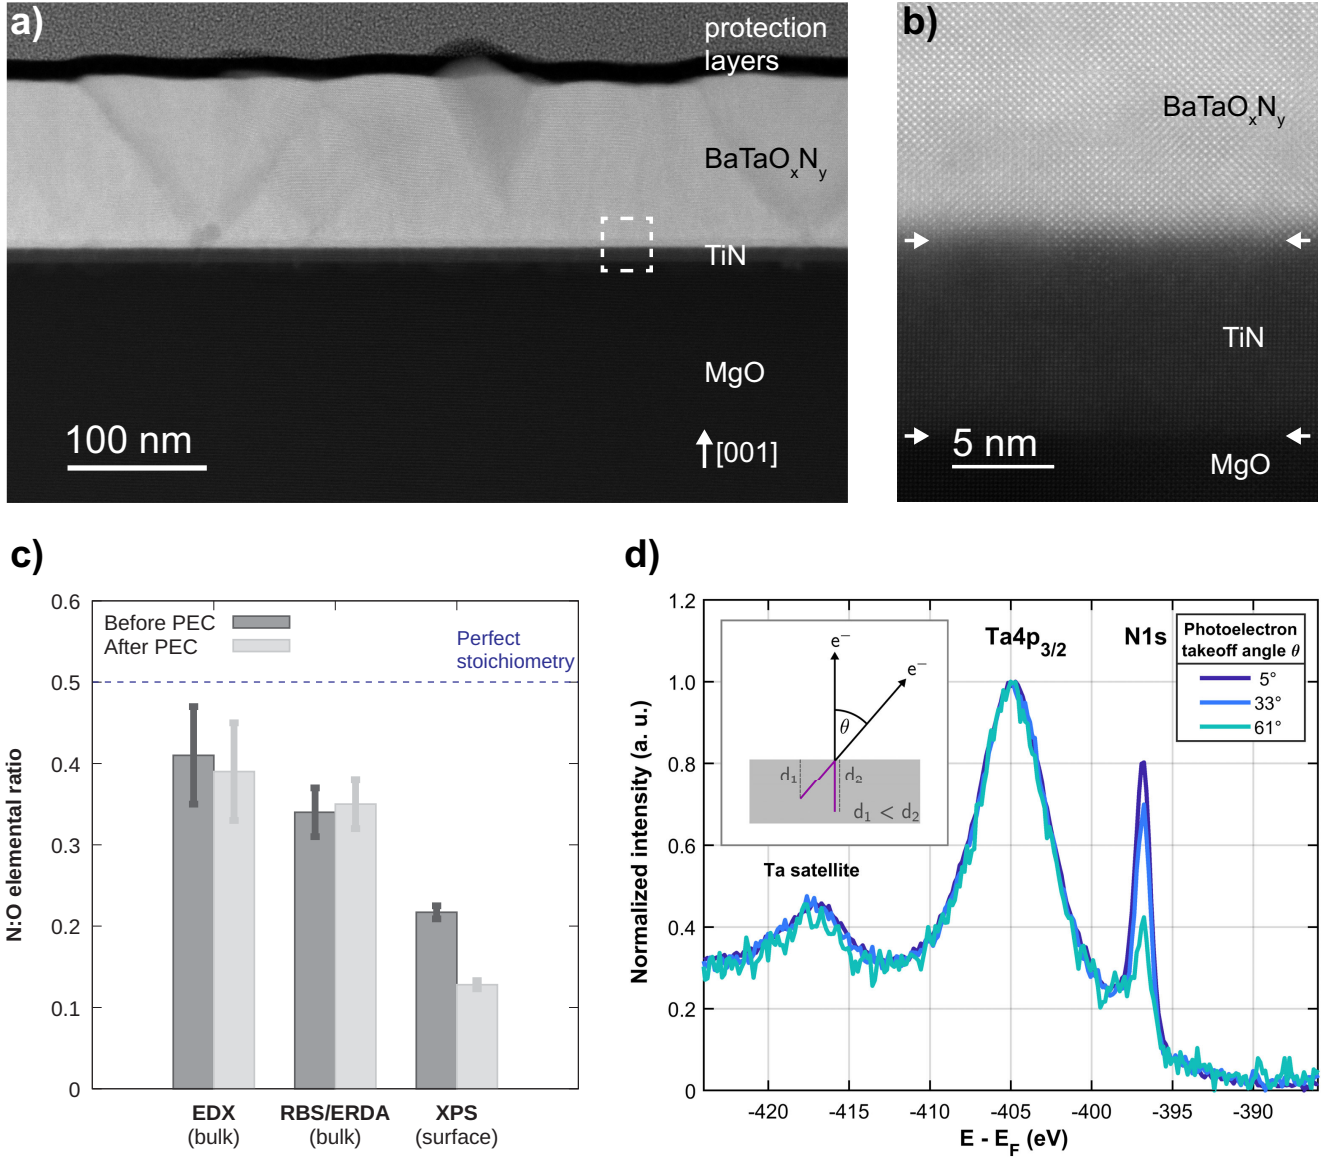 a)
protection
layers
BaTaOxNy
TiN
MgO
100 nm
[001]
b)
BaTaOxNy
TiN
5 nm
MgO
c)
0.6
0.5
0.4
0.3
0.2
0.1
0
N:O elemental ratio
Before PEC
After PEC
Perfect
stoichiometry
EDX
(bulk)
RBS/ERDA
(bulk)
XPS
(surface)
d)
1.2
1.0
0.8
0.6
0.4
0.2
0
Normalized intensity (a. u.)
e−
e−
θ
d1
d2
d1 < d2
Ta4p3/2
N1s
Photoelectron
takeoff angle θ
5°
33°
61°
Ta satellite
-420
-415
-410
-405
-400
-395
-390
E - EF (eV)